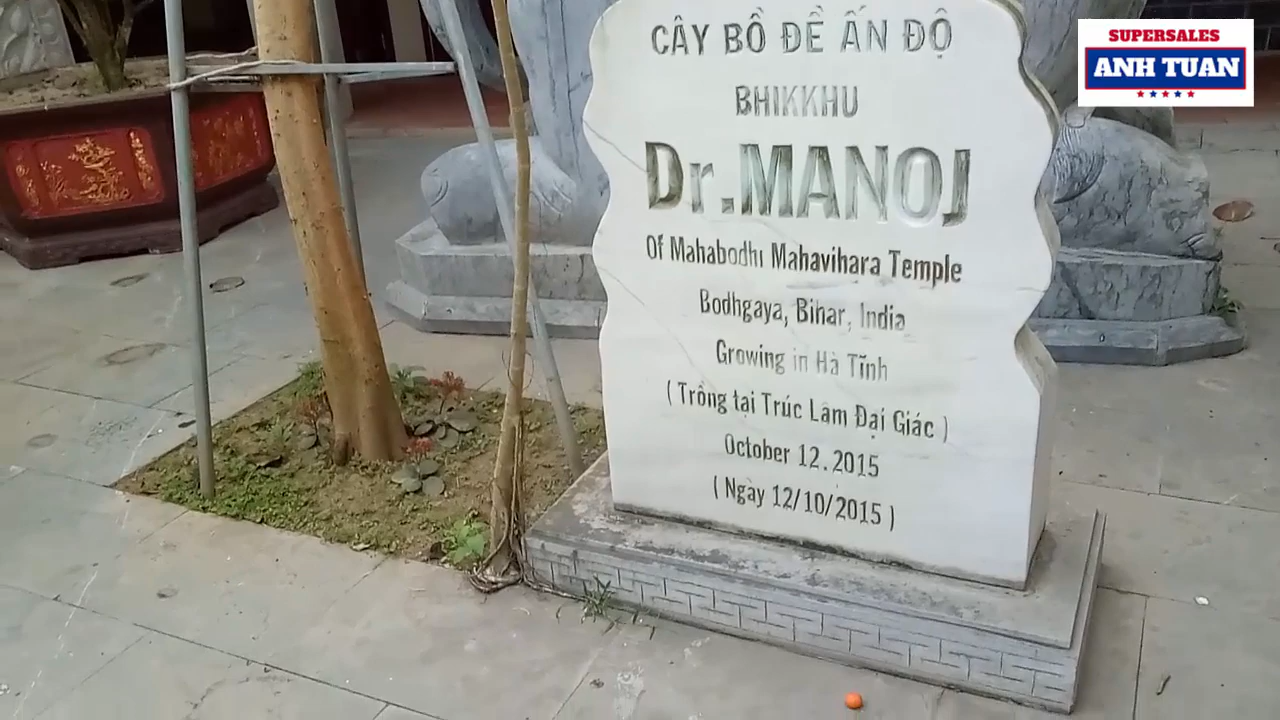 CÂY BỒ ĐỀ ẤN ĐỘ
BHIKKHU
Dr.MANOJ
Of Mahabodhi Mahavihara Temple
Bodhgaya, Bihar, India
Growing in Hà Tĩnh
( Trồng tại Trúc Lâm Đại Giác )
October 12.2015
( Ngày 12/10/2015 )
SUPERSALES
ANH TUAN